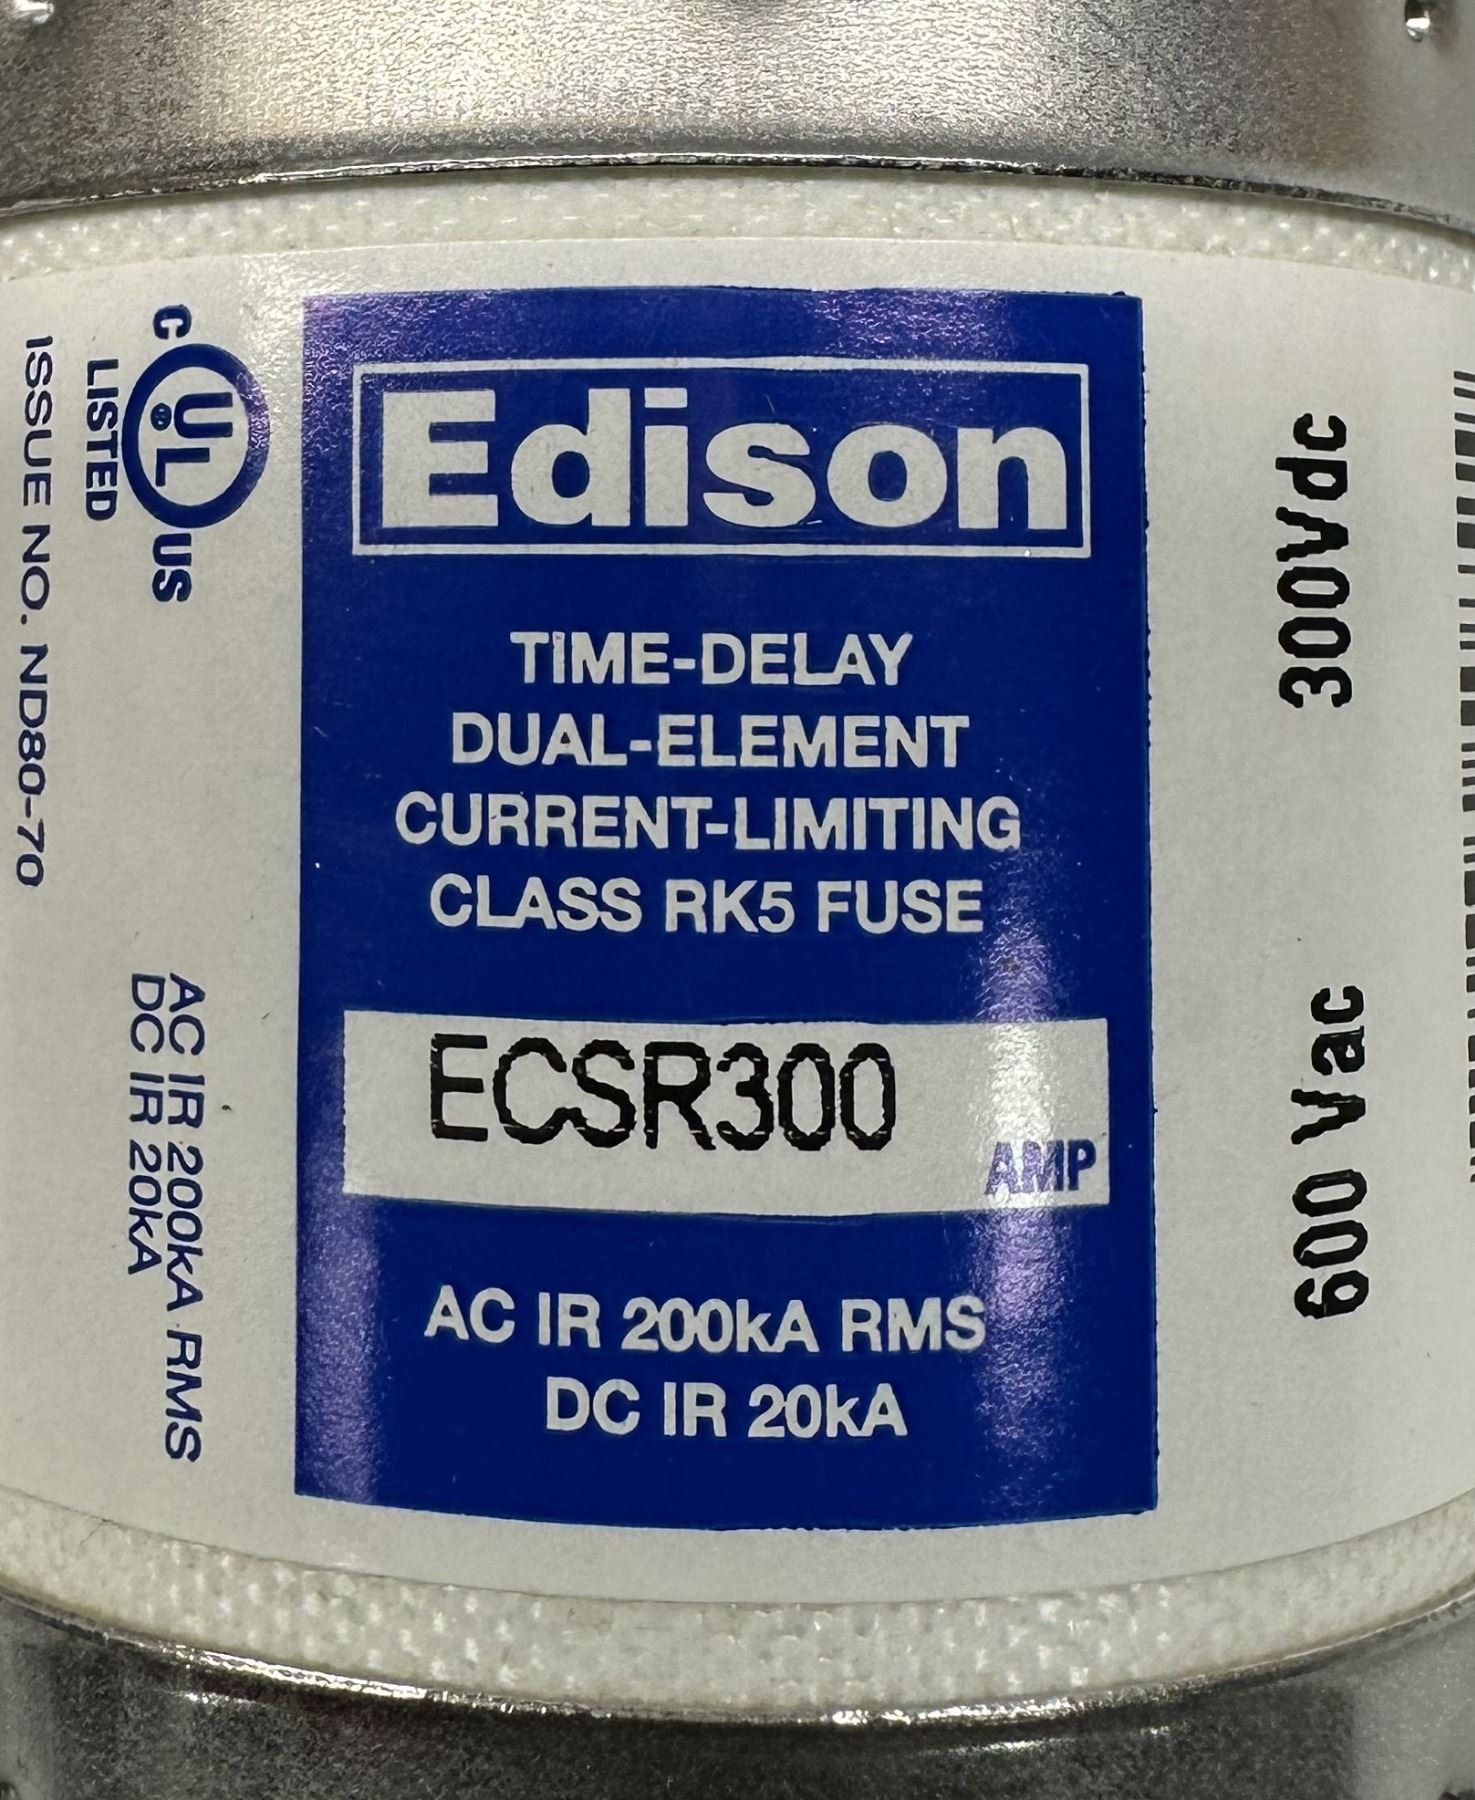 ISSUE NO. ND80-70
c UL ® US
LISTED
AC IR 200kA RMS
DC IR 20kA
Edison
TIME-DELAY
DUAL-ELEMENT
CURRENT-LIMITING
CLASS RK5 FUSE
ECSR300
AMP
AC IR 200kA RMS
DC IR 20kA
600 Vac 300Vdc